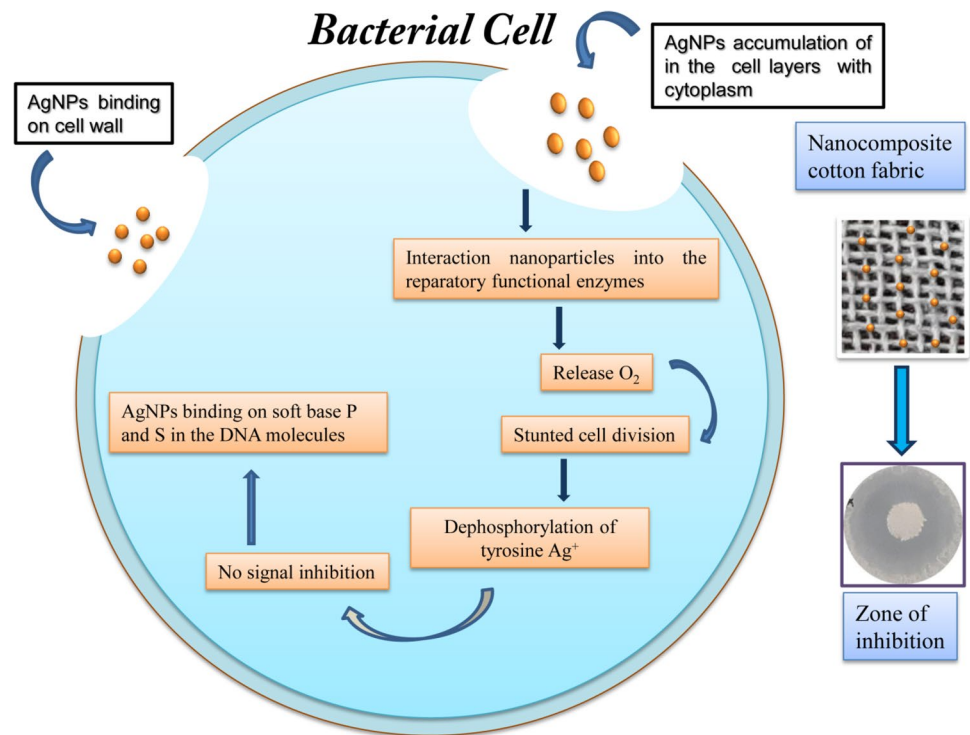 Bacterial Cell
AgNPs binding
on cell wall
AgNPs accumulation of
in the cell layers with
cytoplasm
Nanocomposite
cotton fabric
Interaction nanoparticles into the
reparatory functional enzymes
Release O₂
Stunted cell division
Dephosphorylation of
tyrosine Ag⁺
No signal inhibition
AgNPs binding on soft base P
and S in the DNA molecules
Zone of
inhibition